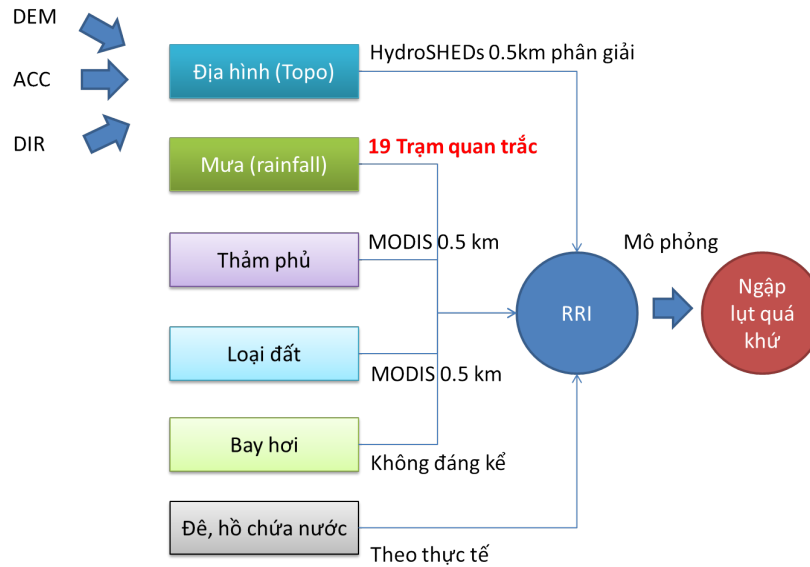 DEM
ACC
DIR
Địa hình (Topo)
HydroSHEDs 0.5km phân giải
Mưa (rainfall)
19 Trạm quan trắc
Thảm phủ
MODIS 0.5 km
Loại đất
MODIS 0.5 km
Bay hơi
Không đáng kể
Đê, hồ chứa nước
Theo thực tế
RRI
Mô phỏng
Ngập
lụt quá
khứ